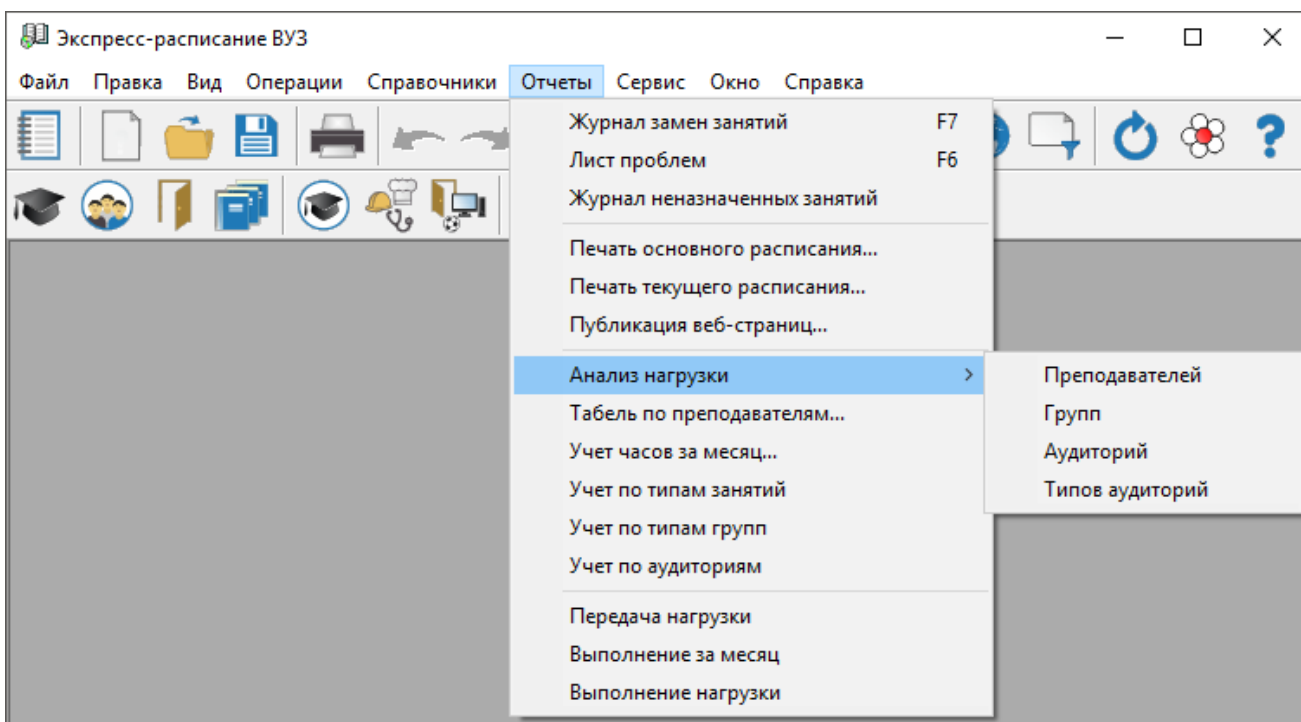 Экспресс-расписание ВУЗ
Файл Правка Вид Операции Справочники Отчеты Сервис Окно Справка
Журнал замен занятий F7
Лист проблем F6
Журнал неназначенных занятий
Печать основного расписания...
Печать текущего расписания...
Публикация веб-страниц...
Анализ нагрузки
Преподавателей
Табель по преподавателям...
Групп
Учет часов за месяц...
Аудиторий
Учет по типам занятий
Типов аудиторий
Учет по типам групп
Учет по аудиториям
Передача нагрузки
Выполнение за месяц
Выполнение нагрузки